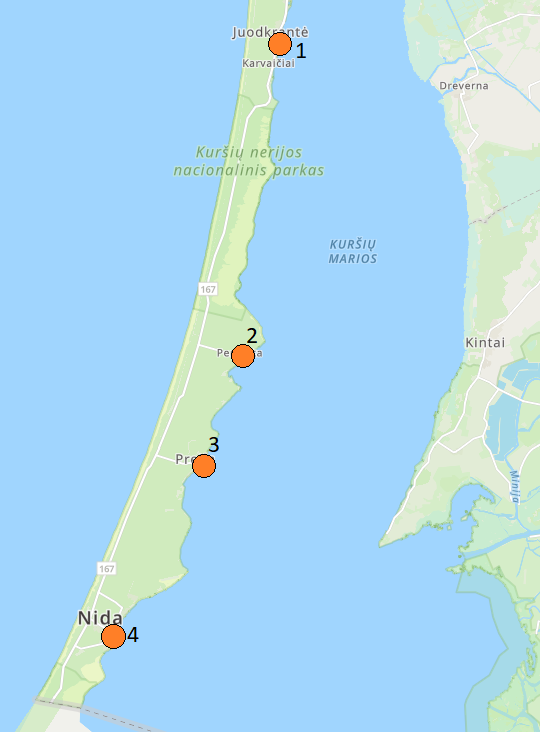 Juodkrantė
1
Karvaičiai
Dreverna
Kuršių nerijos
nacionalinis parkas
KURŠIŲ
MARIOS
167
2
Kintai
3
Minija
167
Nida
4